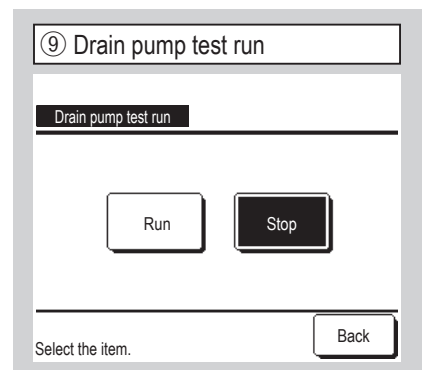 ⑨ Drain pump test run
Drain pump test run
Run
Stop
Select the item.
Back